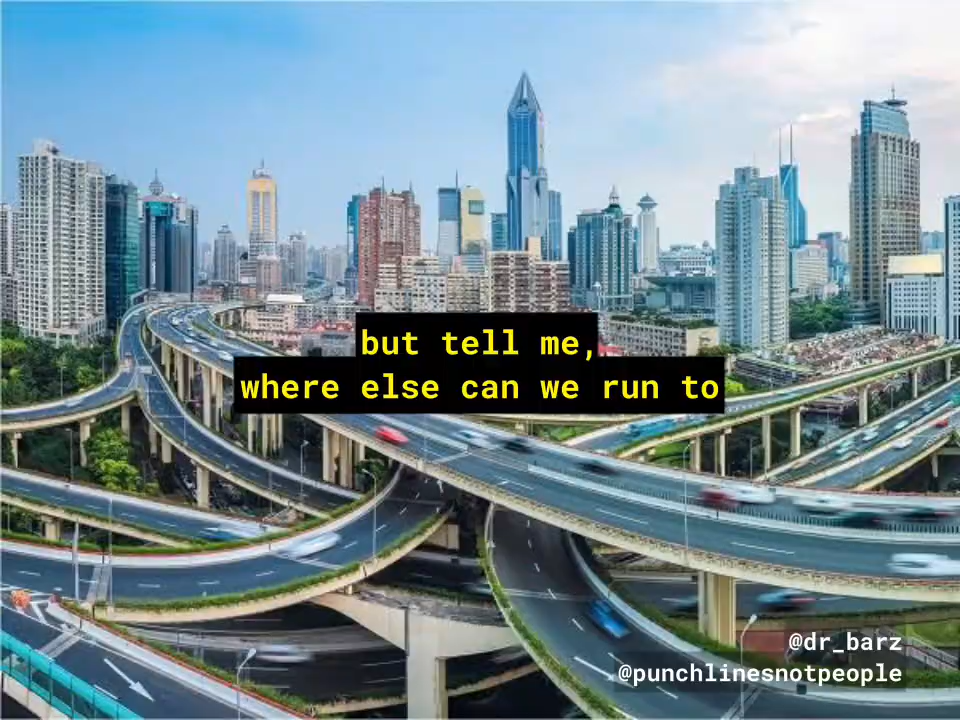 but tell me,
where else can we run to
@dr_barz
@punchlinesnotpeople